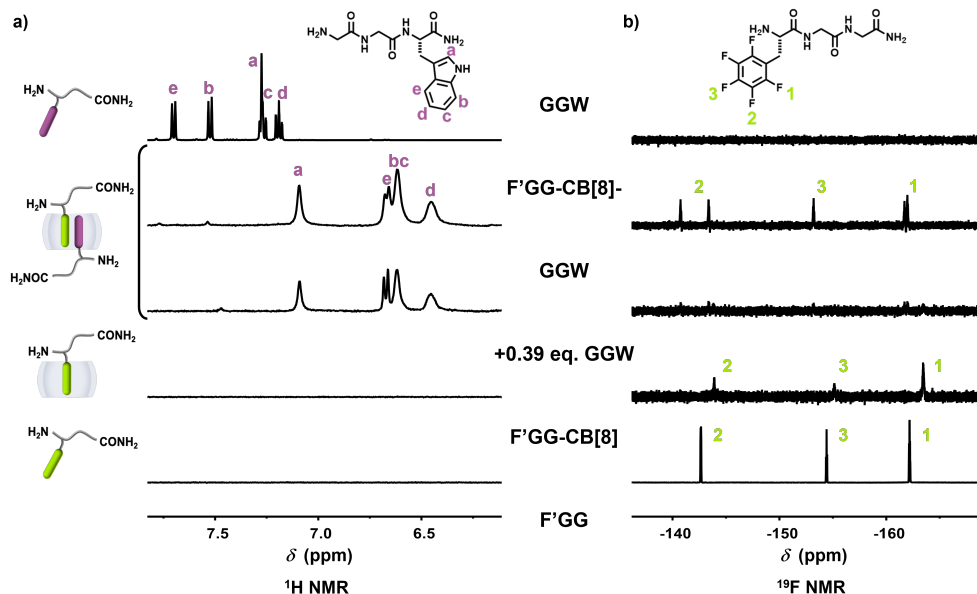 a)
H₂N
O
H
N
N
H
O
O
NH₂
a
NH
e
d
c
b
b)
H₂N
O
H
N
O
N
H
O
NH₂
F
F
F
F
F
3
1
2
H₂N
CONH₂
e
b
a
c
d
GGW
CONH₂
H₂N
NH₂
H₂NOC
a
e
bc
d
F'GG-CB[8]-
2
3
1
GGW
CONH₂
H₂N
+0.39 eq. GGW
2
3
1
H₂N
CONH₂
F'GG-CB[8]
2
3
1
F'GG
7.5
7.0
6.5
δ (ppm)
¹H NMR
-140
-150
-160
δ (ppm)
¹⁹F NMR